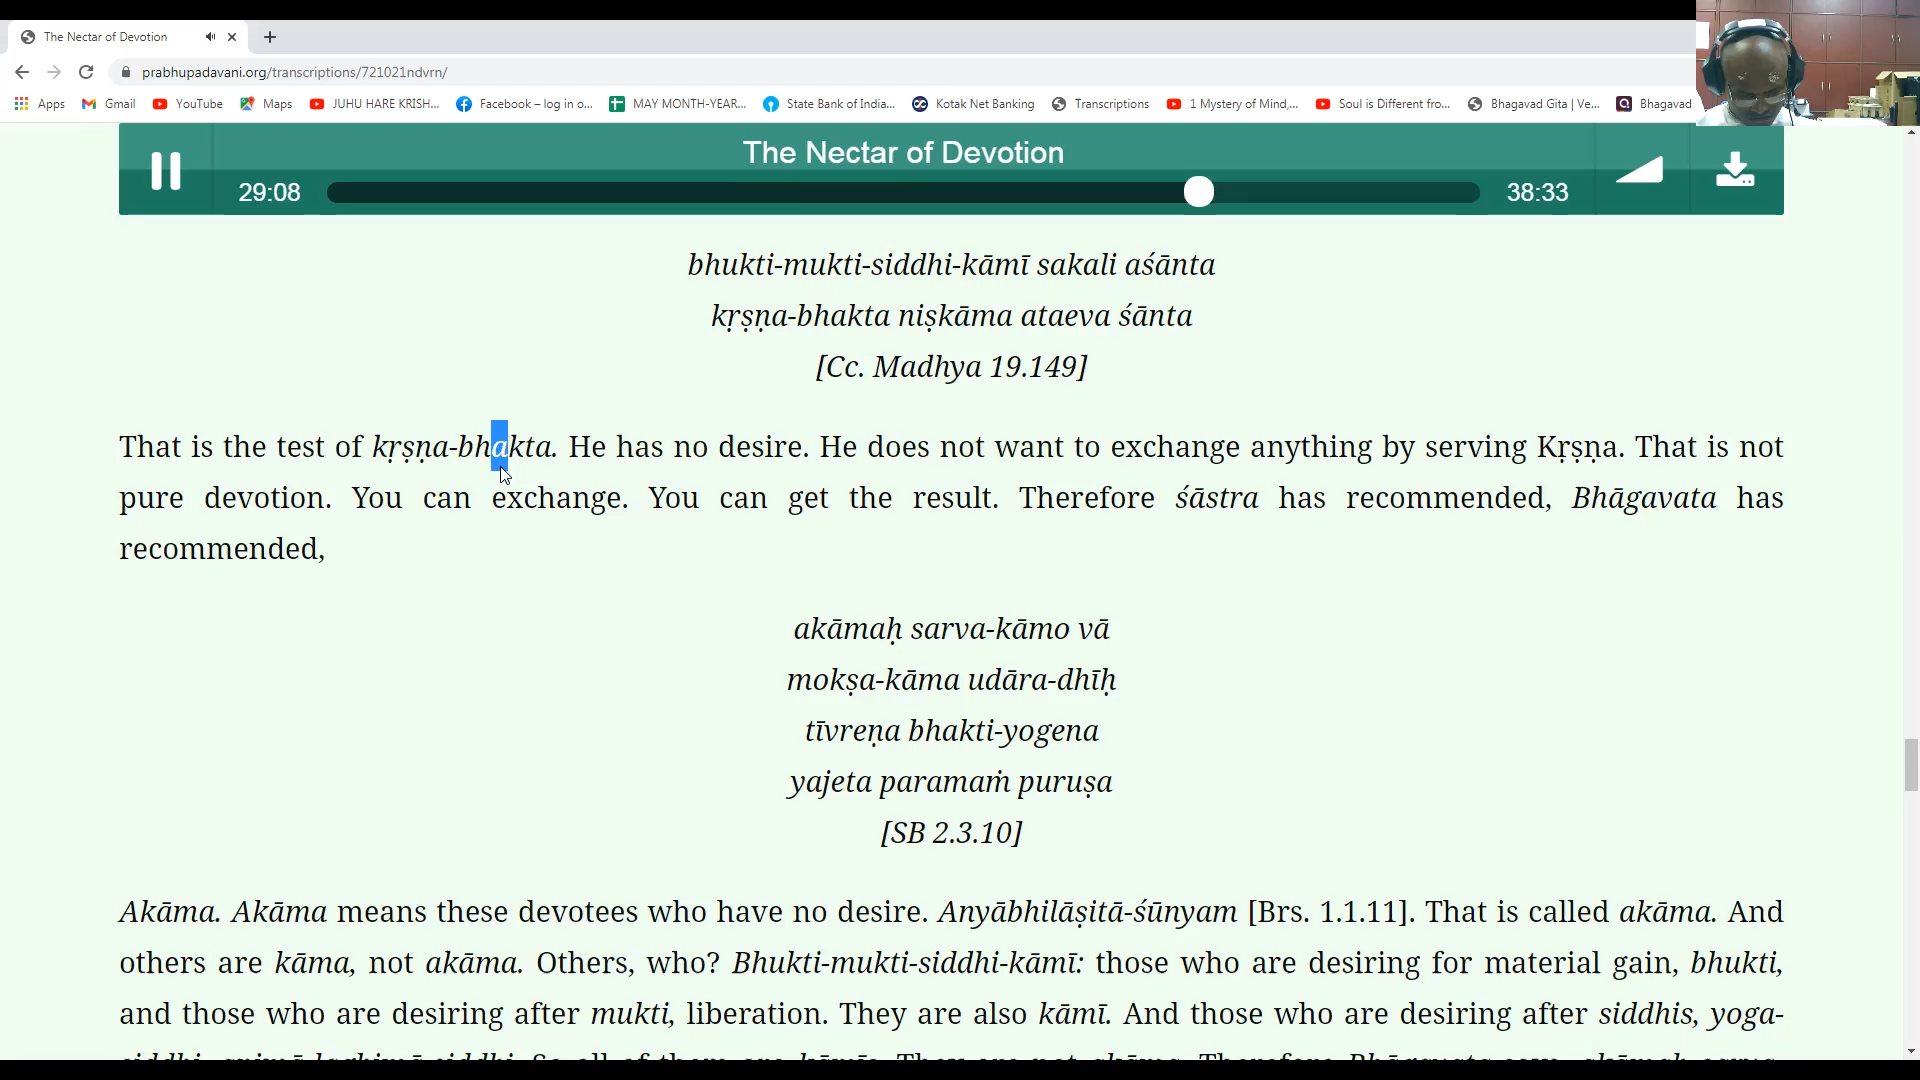 The Nectar of Devotion
prabhupadavani.org/transcriptions/721021ndvrn/
Apps Gmail YouTube Maps JUHU HARE KRISH... Facebook – log in o... MAY MONTH-YEAR... State Bank of India... Kotak Net Banking Transcriptions 1 Mystery of Mind,... Soul is Different fro... Bhagavad Gita | Ve... Bhagavad
The Nectar of Devotion
29:08 38:33
bhukti-mukti-siddhi-kāmī sakali aśānta
kṛṣṇa-bhakta niṣkāma ataeva śānta
[Cc. Madhya 19.149]
That is the test of kṛṣṇa-bhakta. He has no desire. He does not want to exchange anything by serving Kṛṣṇa. That is not
pure devotion. You can exchange. You can get the result. Therefore śāstra has recommended, Bhāgavata has
recommended,
akāmaḥ sarva-kāmo vā
mokṣa-kāma udāra-dhīḥ
tīvreṇa bhakti-yogena
yajeta paramaṁ puruṣa
[SB 2.3.10]
Akāma. Akāma means these devotees who have no desire. Anyābhilāṣitā-śūnyam [Brs. 1.1.11]. That is called akāma. And
others are kāma, not akāma. Others, who? Bhukti-mukti-siddhi-kāmī: those who are desiring for material gain, bhukti,
and those who are desiring after mukti, liberation. They are also kāmī. And those who are desiring after siddhis, yoga-